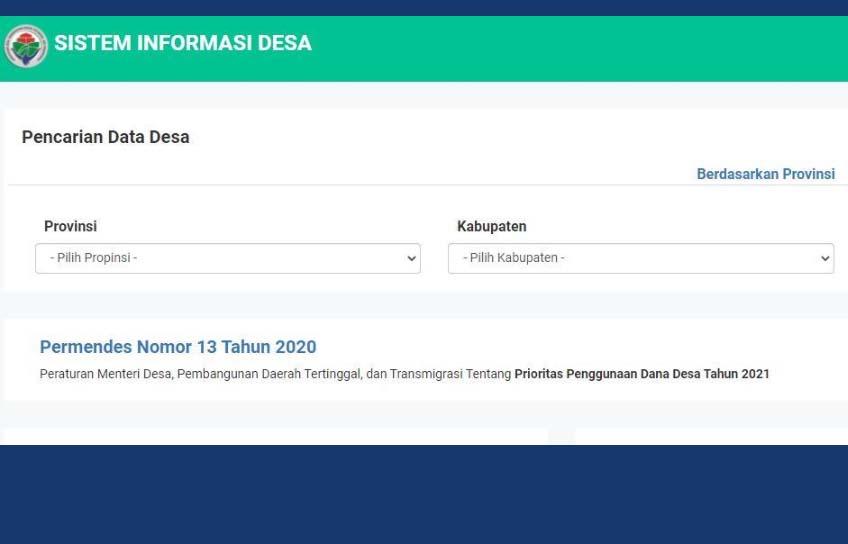 SISTEM INFORMASI DESA
Pencarian Data Desa
Berdasarkan Provinsi
Provinsi
Kabupaten
- Pilih Propinsi -
- Pilih Kabupaten -
Permendes Nomor 13 Tahun 2020
Peraturan Menteri Desa, Pembangunan Daerah Tertinggal, dan Transmigrasi Tentang Prioritas Penggunaan Dana Desa Tahun 2021